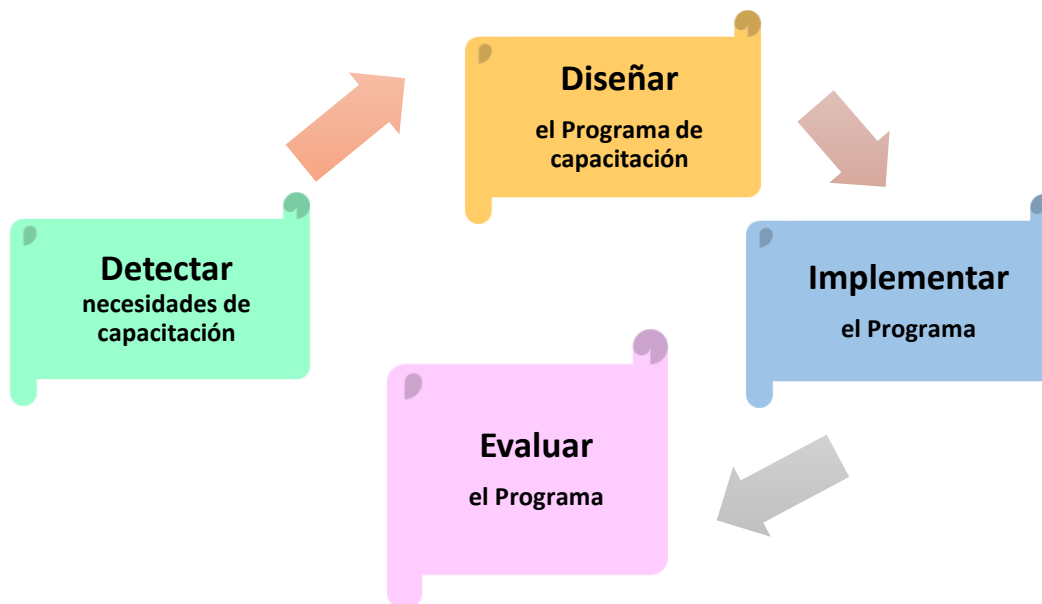 Detectar
necesidades de
capacitación
Diseñar
el Programa de
capacitación
Implementar
el Programa
Evaluar
el Programa